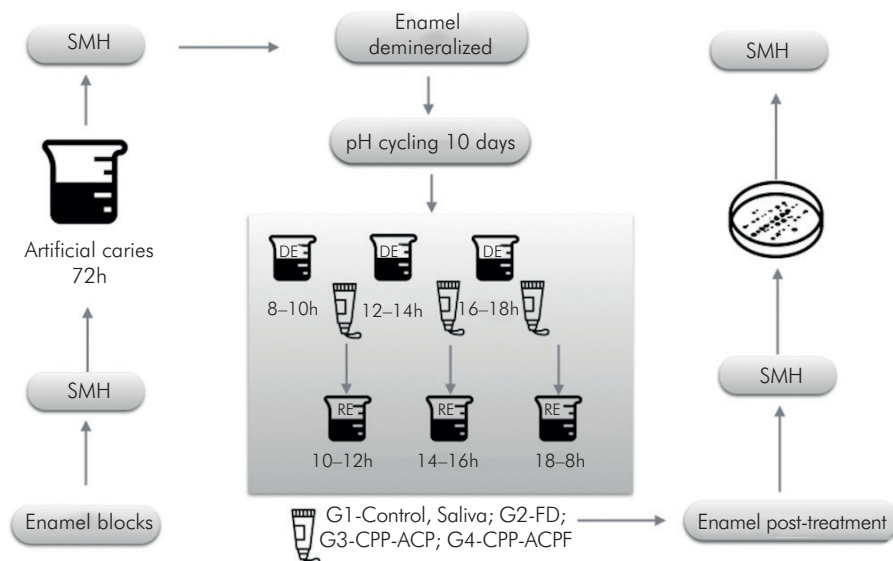 SMH
Enamel
demineralized
SMH
pH cycling 10 days
Artificial caries
72h
DE
DE
DE
8–10h
12–14h
16–18h
SMH
SMH
RE
RE
RE
10–12h
14–16h
18–8h
Enamel blocks
G1-Control, Saliva; G2-FD;
G3-CPP-ACP; G4-CPP-ACPF
Enamel post-treatment